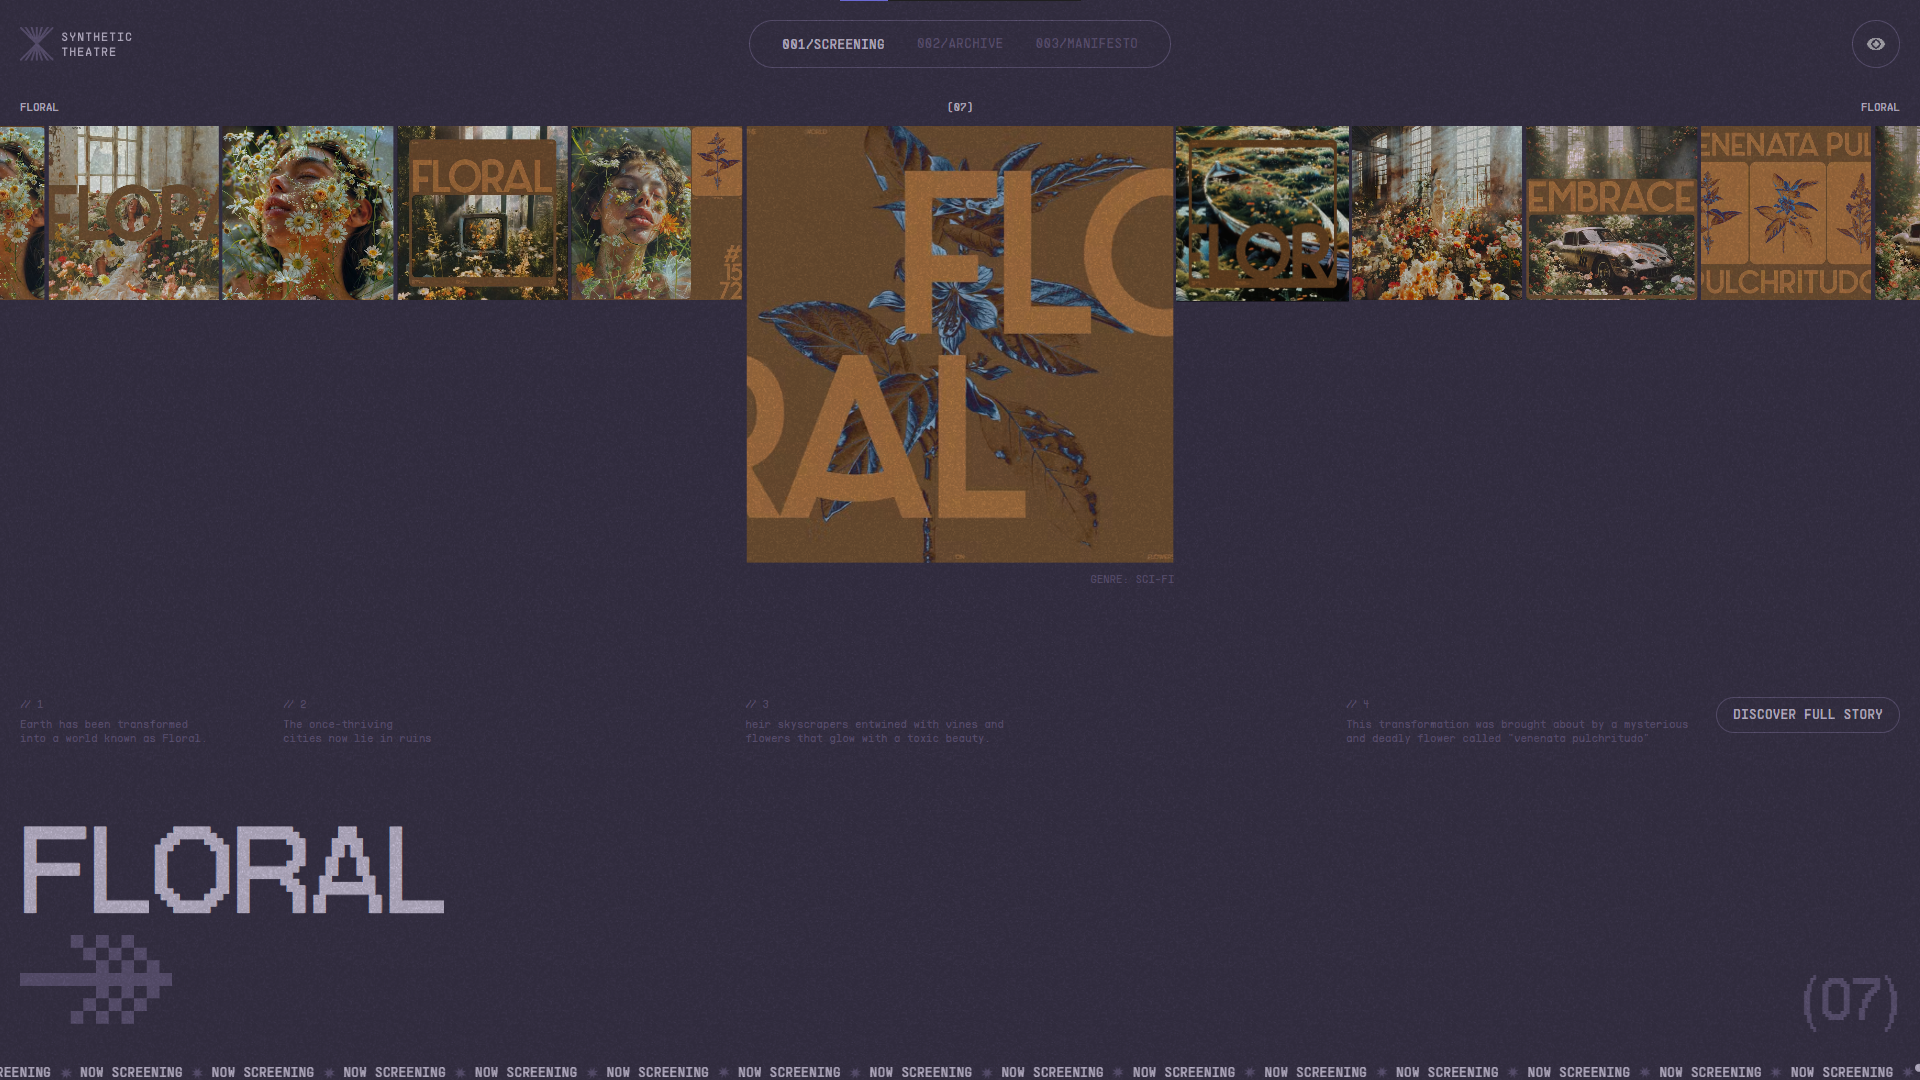 SYNTHETIC
THEATRE
001/SCREENING
002/ARCHIVE
003/MANIFESTO
FLORAL
(07)
FLORAL
FLORA
FLORAL
#
15
72
WORLD
FLO
RAL
FLORA
EMBRACE
ENENATA PUL
PULCHRITUDO
GENRE: SCI-FI
// 1
Earth has been transformed
into a world known as Floral.
// 2
The once-thriving
cities now lie in ruins
// 3
heir skyscrapers entwined with vines and
flowers that glow with a toxic beauty.
// 4
This transformation was brought about by a mysterious
and deadly flower called "venenata pulchritudo"
DISCOVER FULL STORY
FLORAL
(07)
REENING NOW SCREENING NOW SCREENING NOW SCREENING NOW SCREENING NOW SCREENING NOW SCREENING NOW SCREENING NOW SCREENING NOW SCREENING NOW SCREENING NOW SCREENING NOW SCREENING NOW SCREENING NOW SCREENING